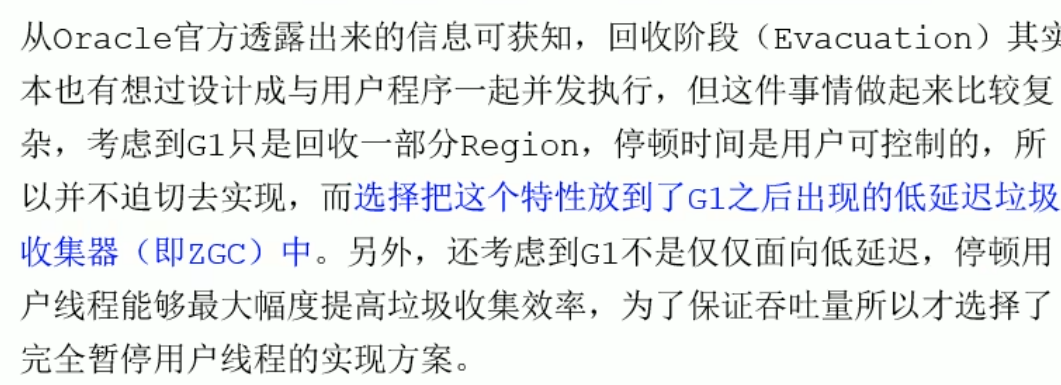 从Oracle官方透露出来的信息可获知，回收阶段（Evacuation）其实
本也有想过设计成与用户程序一起并发执行，但这件事情做起来比较复
杂，考虑到G1只是回收一部分Region，停顿时间是用户可控制的，所
以并不迫切去实现，而选择把这个特性放到了G1之后出现的低延迟垃圾
收集器（即ZGC）中。另外，还考虑到G1不是仅仅面向低延迟，停顿用
户线程能够最大幅度提高垃圾收集效率，为了保证吞吐量所以才选择了
完全暂停用户线程的实现方案。